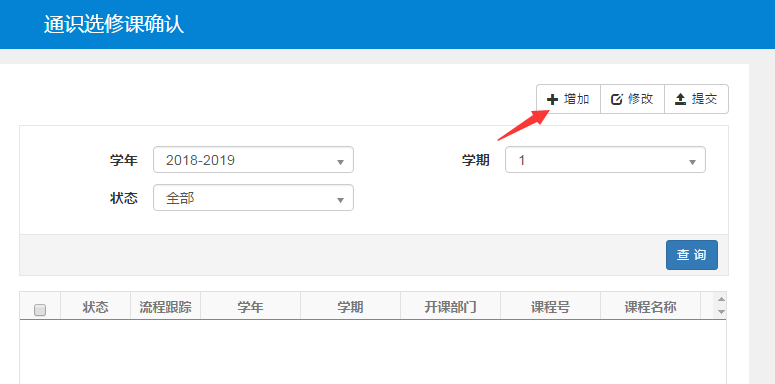 通识选修课确认
增加 修改 提交
学年 2018-2019 学期 1
状态 全部
查 询
状态 流程跟踪 学年 学期 开课部门 课程号 课程名称